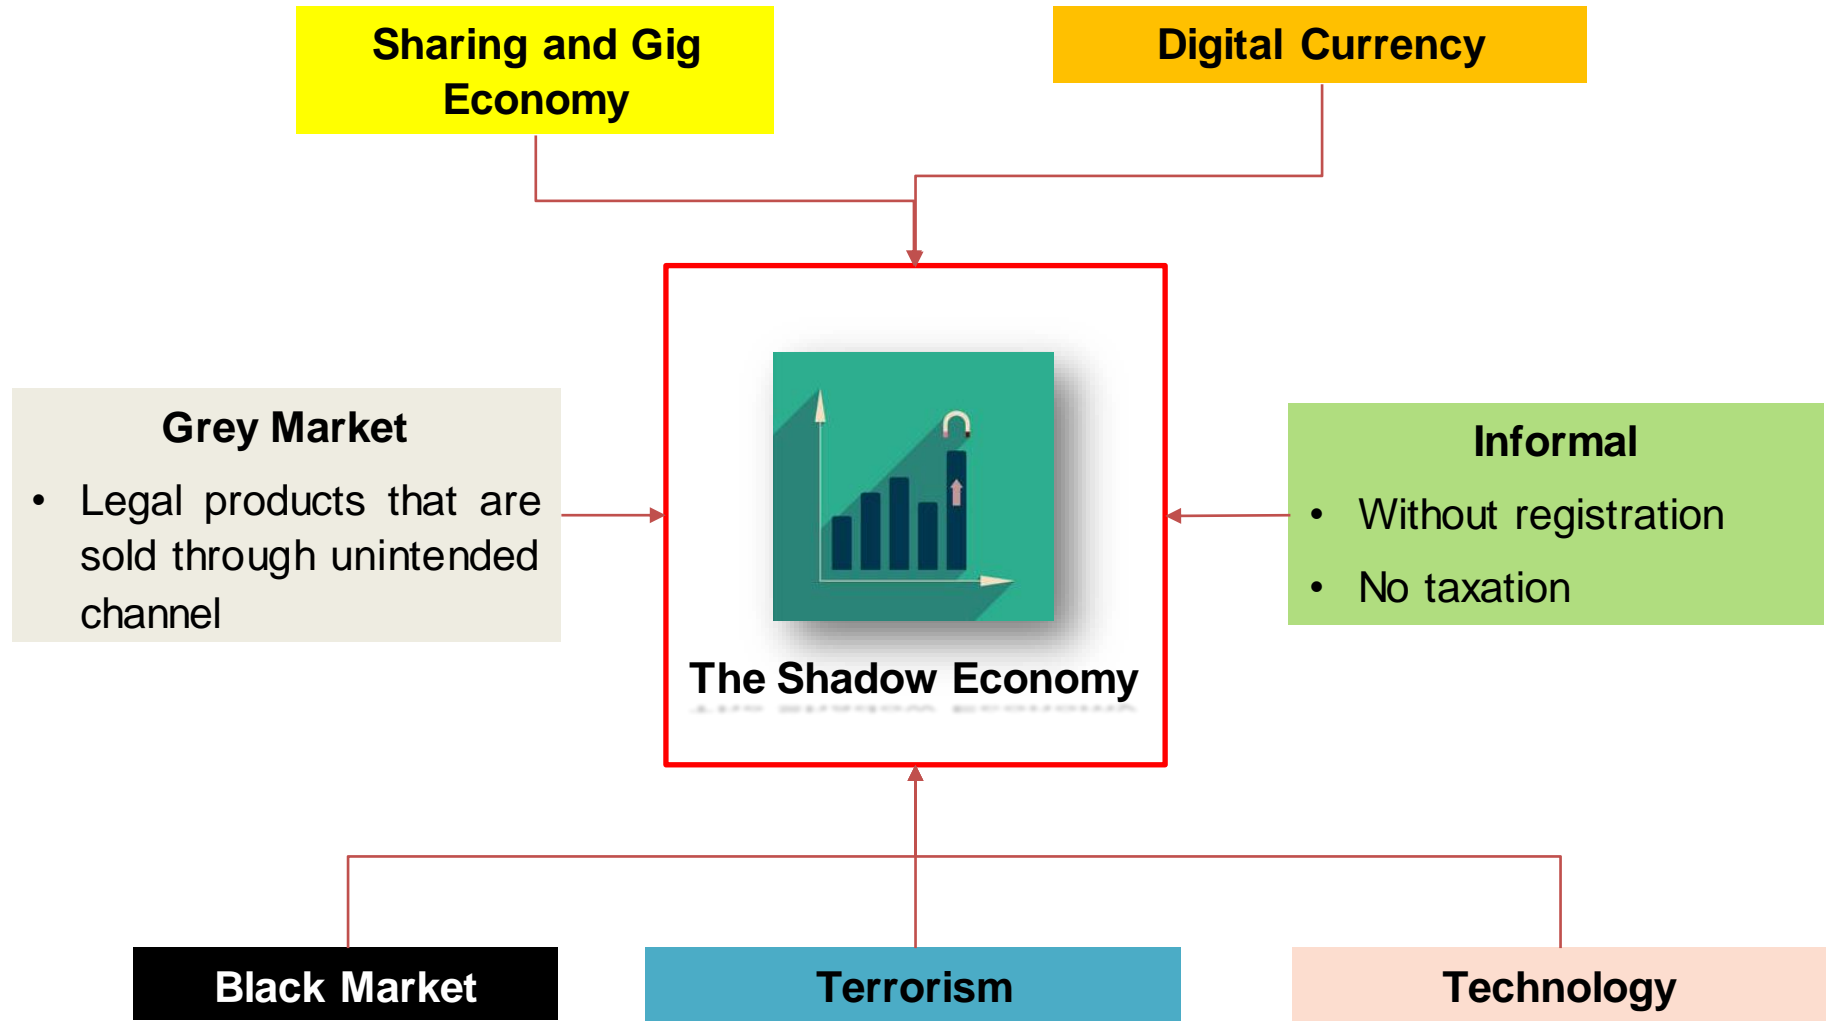 Sharing and Gig
Economy
Digital Currency
Grey Market
• Legal products that are
sold through unintended
channel
Informal
• Without registration
• No taxation
The Shadow Economy
Black Market
Terrorism
Technology